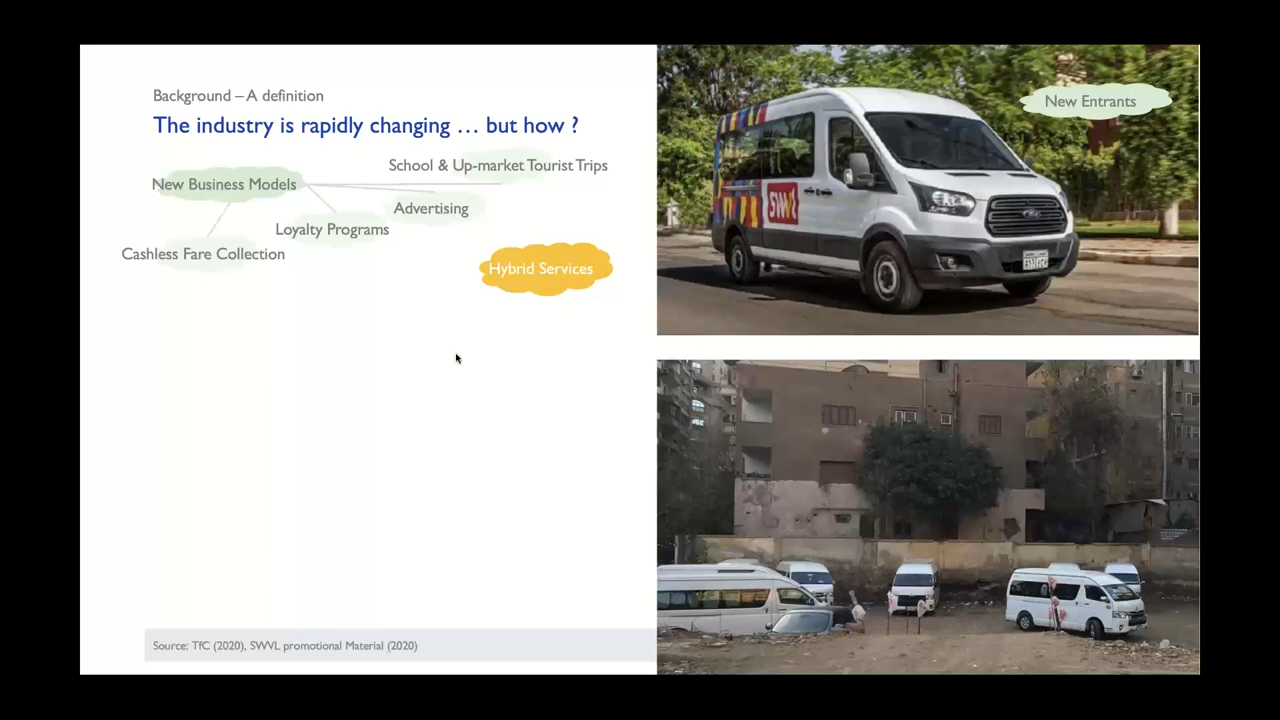 Background – A definition
The industry is rapidly changing … but how ?
School & Up-market Tourist Trips
New Business Models
Advertising
Loyalty Programs
Cashless Fare Collection
Hybrid Services
New Entrants
SWVL
Ford
Source: TfC (2020), SWVL promotional Material (2020)